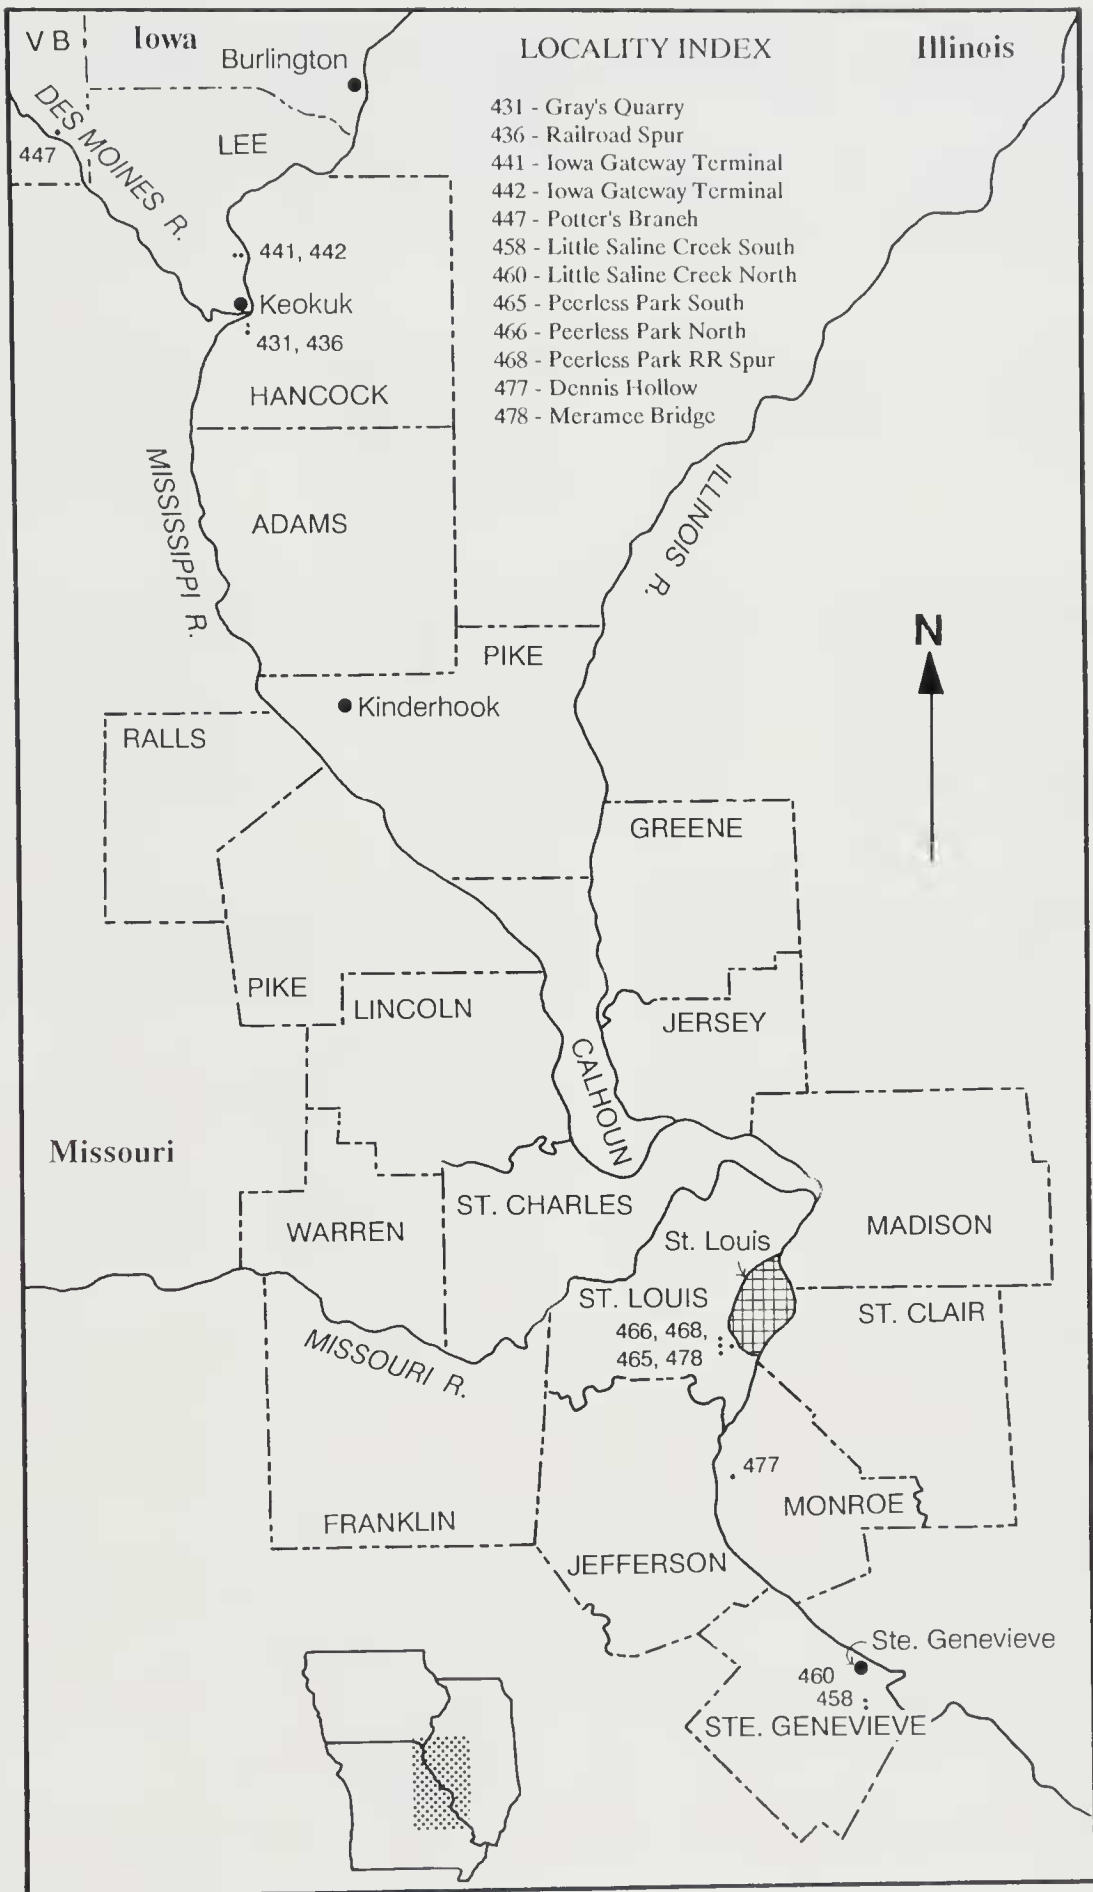 V B
Iowa
Burlington
LOCALITY INDEX
Illinois
431 - Gray's Quarry
436 - Railroad Spur
441 - Iowa Gateway Terminal
442 - Iowa Gateway Terminal
447 - Potter's Branch
458 - Little Saline Creek South
460 - Little Saline Creek North
465 - Peerless Park South
466 - Peerless Park North
468 - Peerless Park RR Spur
477 - Dennis Hollow
478 - Meramec Bridge
DES MOINES R.
447
LEE
441, 442
Keokuk
431, 436
HANCOCK
MISSISSIPPI R.
ADAMS
ILLINOIS R.
N
PIKE
Kinderhook
RALLS
GREENE
PIKE
LINCOLN
JERSEY
CALHOUN
Missouri
ST. CHARLES
WARREN
MADISON
St. Louis
ST. LOUIS
ST. CLAIR
466, 468,
465, 478
MISSOURI R.
477
MONROE
FRANKLIN
JEFFERSON
Ste. Genevieve
460
458
STE. GENEVIEVE